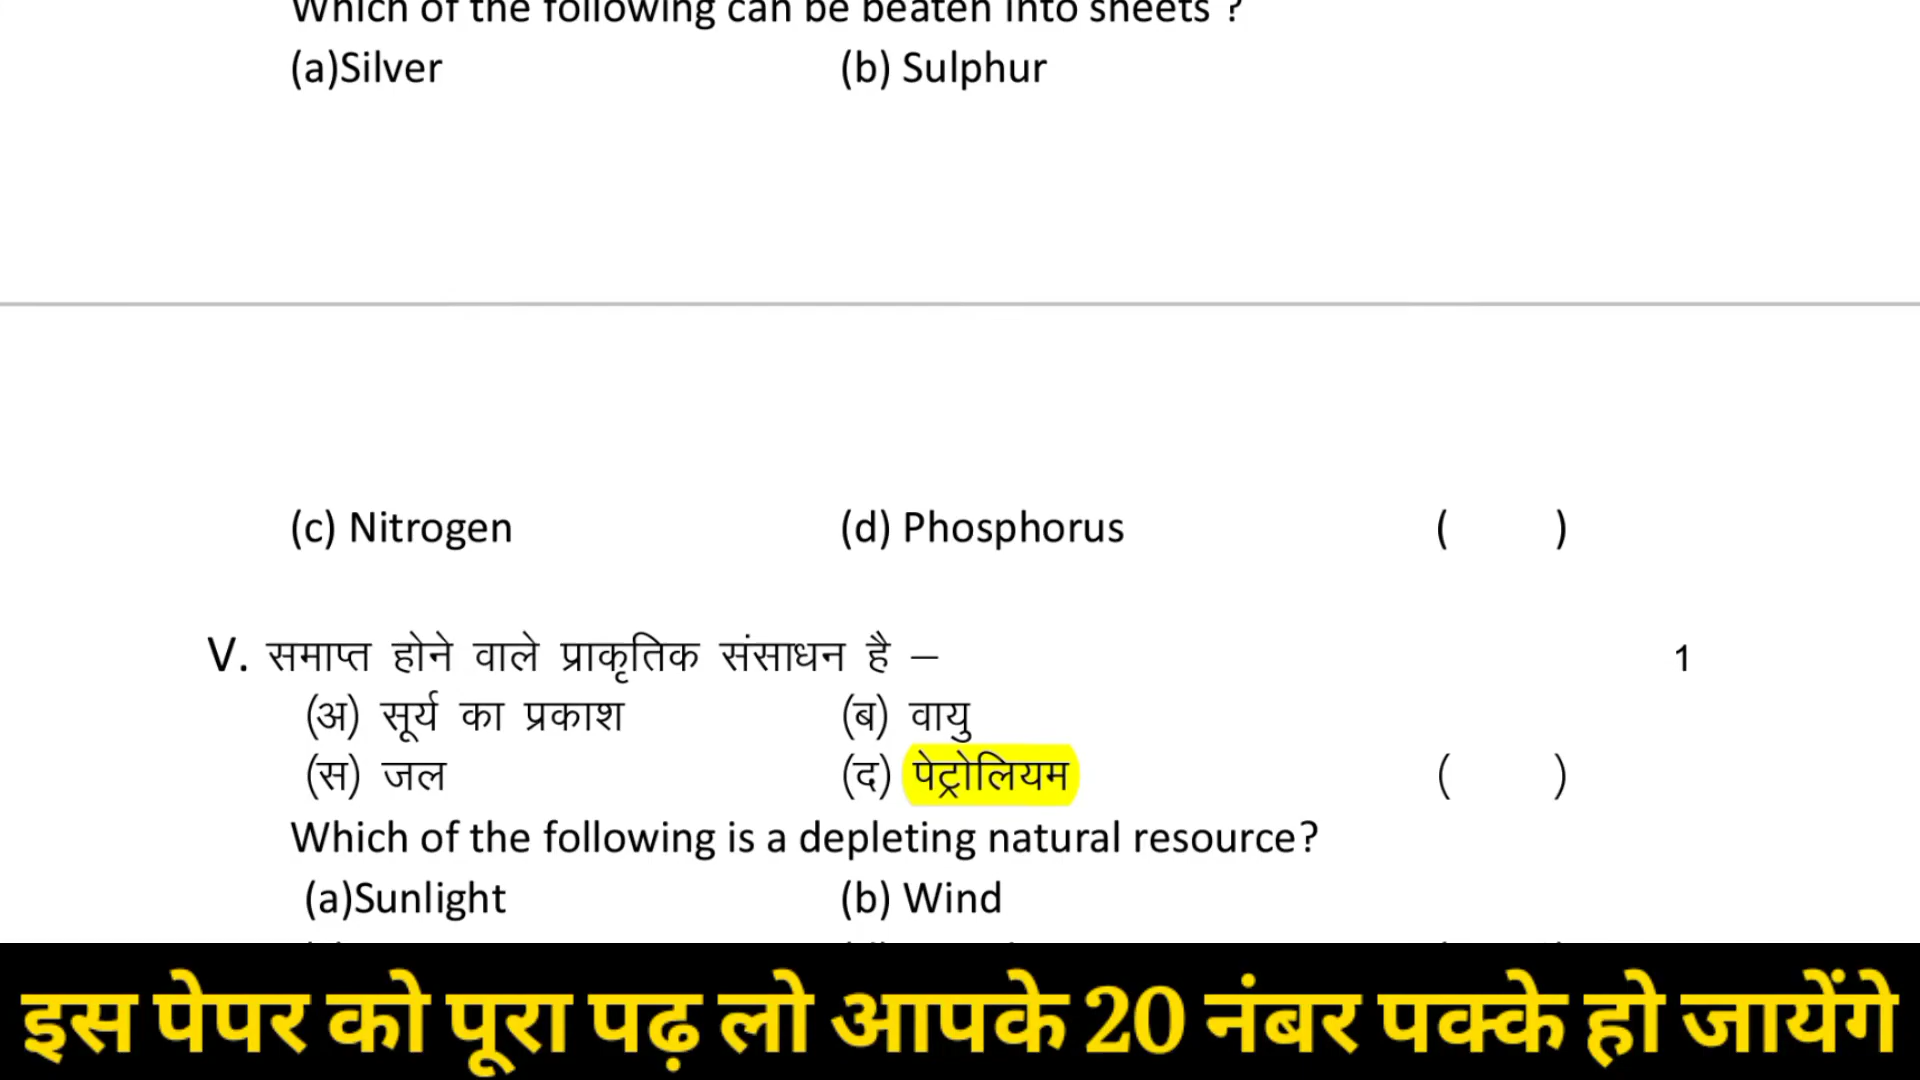 Which of the following can be beaten into sheets ?
(a)Silver (b) Sulphur
(c) Nitrogen (d) Phosphorus ( )
V. समाप्त होने वाले प्राकृतिक संसाधन है – 1
(अ) सूर्य का प्रकाश (ब) वायु
(स) जल (द) पेट्रोलियम ( )
Which of the following is a depleting natural resource?
(a)Sunlight (b) Wind
इस पेपर को पूरा पढ़ लो आपके 20 नंबर पक्के हो जायेंगे